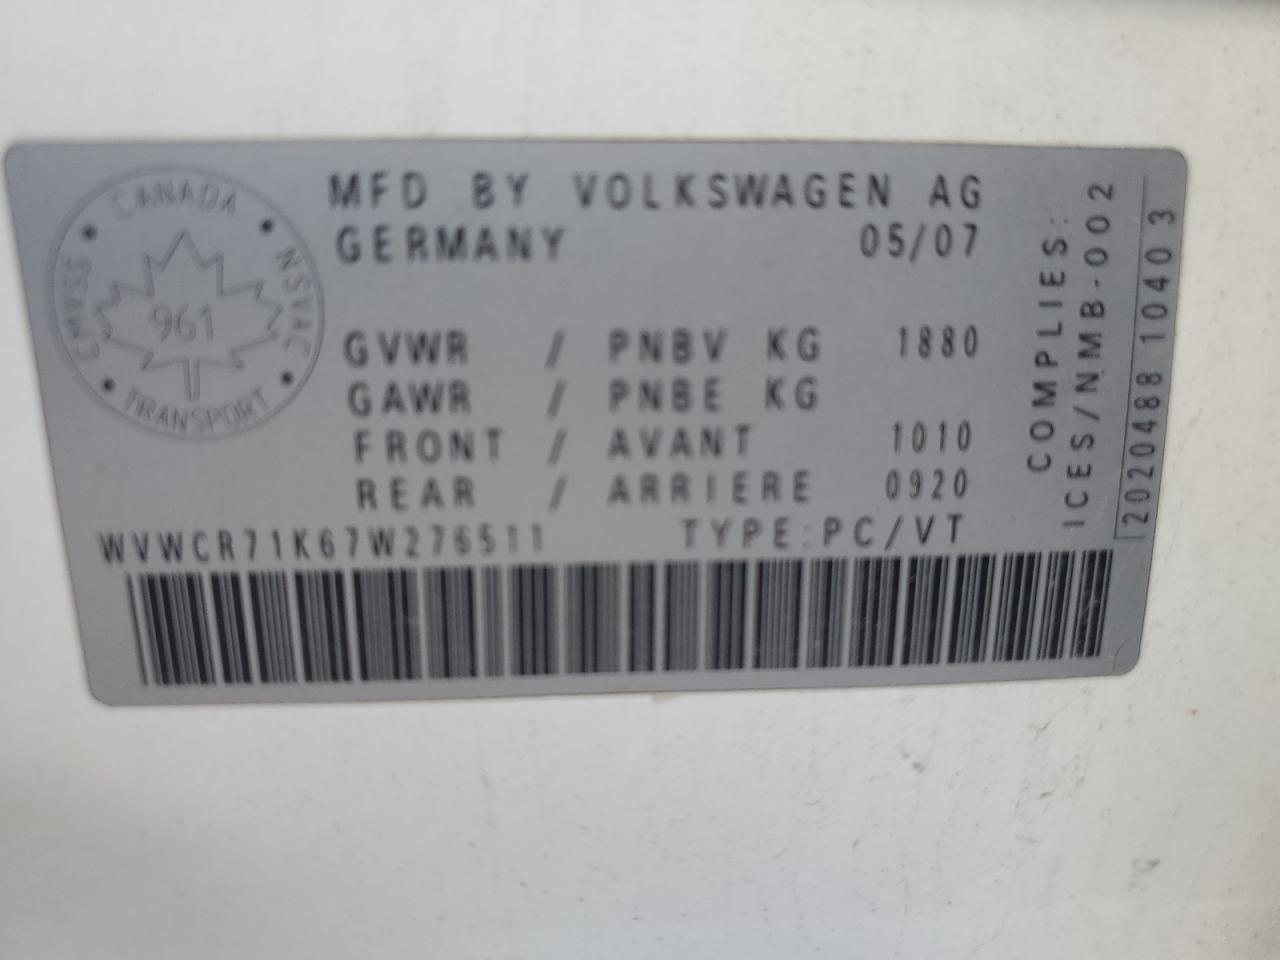 CANADA
NSVAC
TRANSPORT
CMVSS
961
MFD BY VOLKSWAGEN AG
GERMANY 05/07
GVWR / PNBV KG 1880
GAWR / PNBE KG
FRONT / AVANT 1010
REAR / ARRIERE 0920
WVWCR71K67W276511 TYPE:PC/VT
COMPLIES:
ICES/NMB-002
2020488 10403